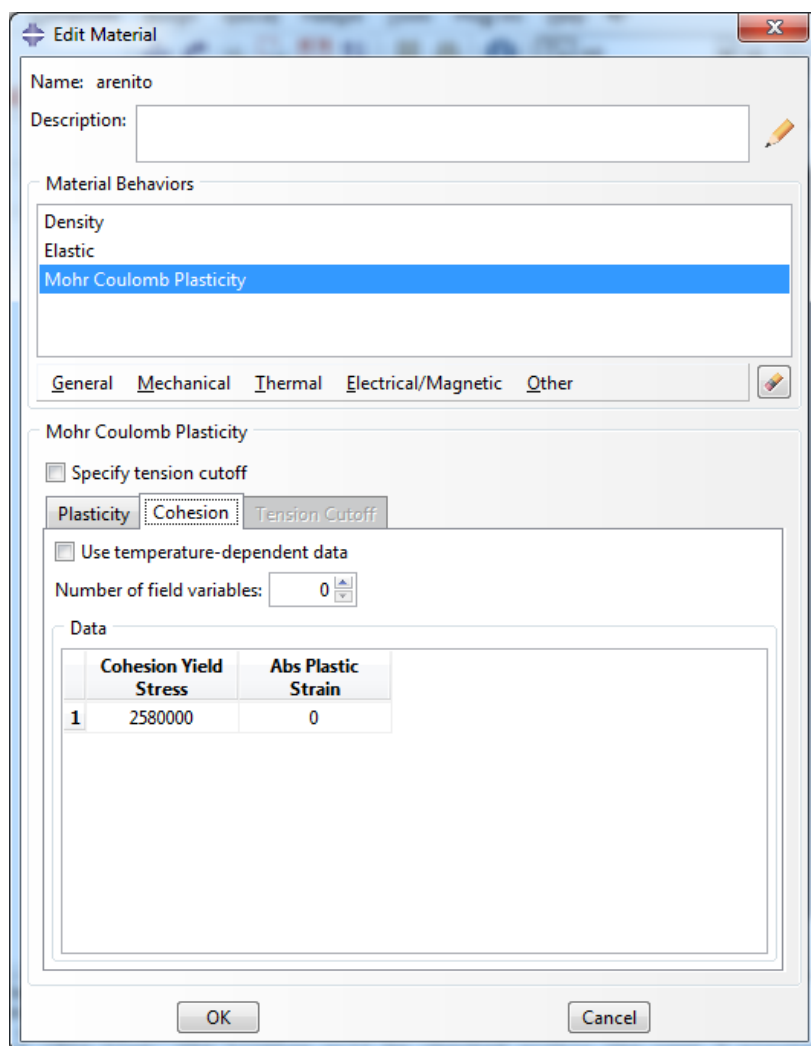 Edit Material
X
Name: arenito
Description:
Material Behaviors
Density
Elastic
Mohr Coulomb Plasticity
General Mechanical Thermal Electrical/Magnetic Other
Mohr Coulomb Plasticity
Specify tension cutoff
Plasticity Cohesion Tension Cutoff
Use temperature-dependent data
Number of field variables: 0
Data
Cohesion Yield Abs Plastic
Stress Strain
1 2580000 0
OK Cancel